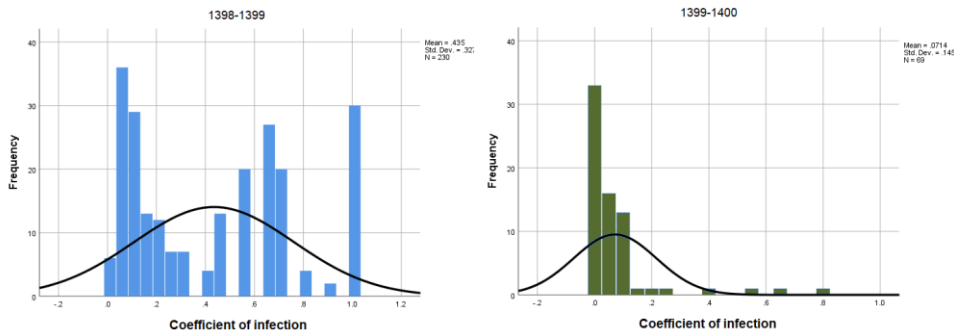 1398-1399
Mean = .435
Std. Dev. = .327
N = 230
40
30
20
10
0
Frequency
-.2
.0
.2
.4
.6
.8
1.0
1.2
Coefficient of infection
1399-1400
Mean = .0714
Std. Dev. = .145
N = 69
40
30
20
10
0
Frequency
-.2
.0
.2
.4
.6
.8
1.0
Coefficient of infection